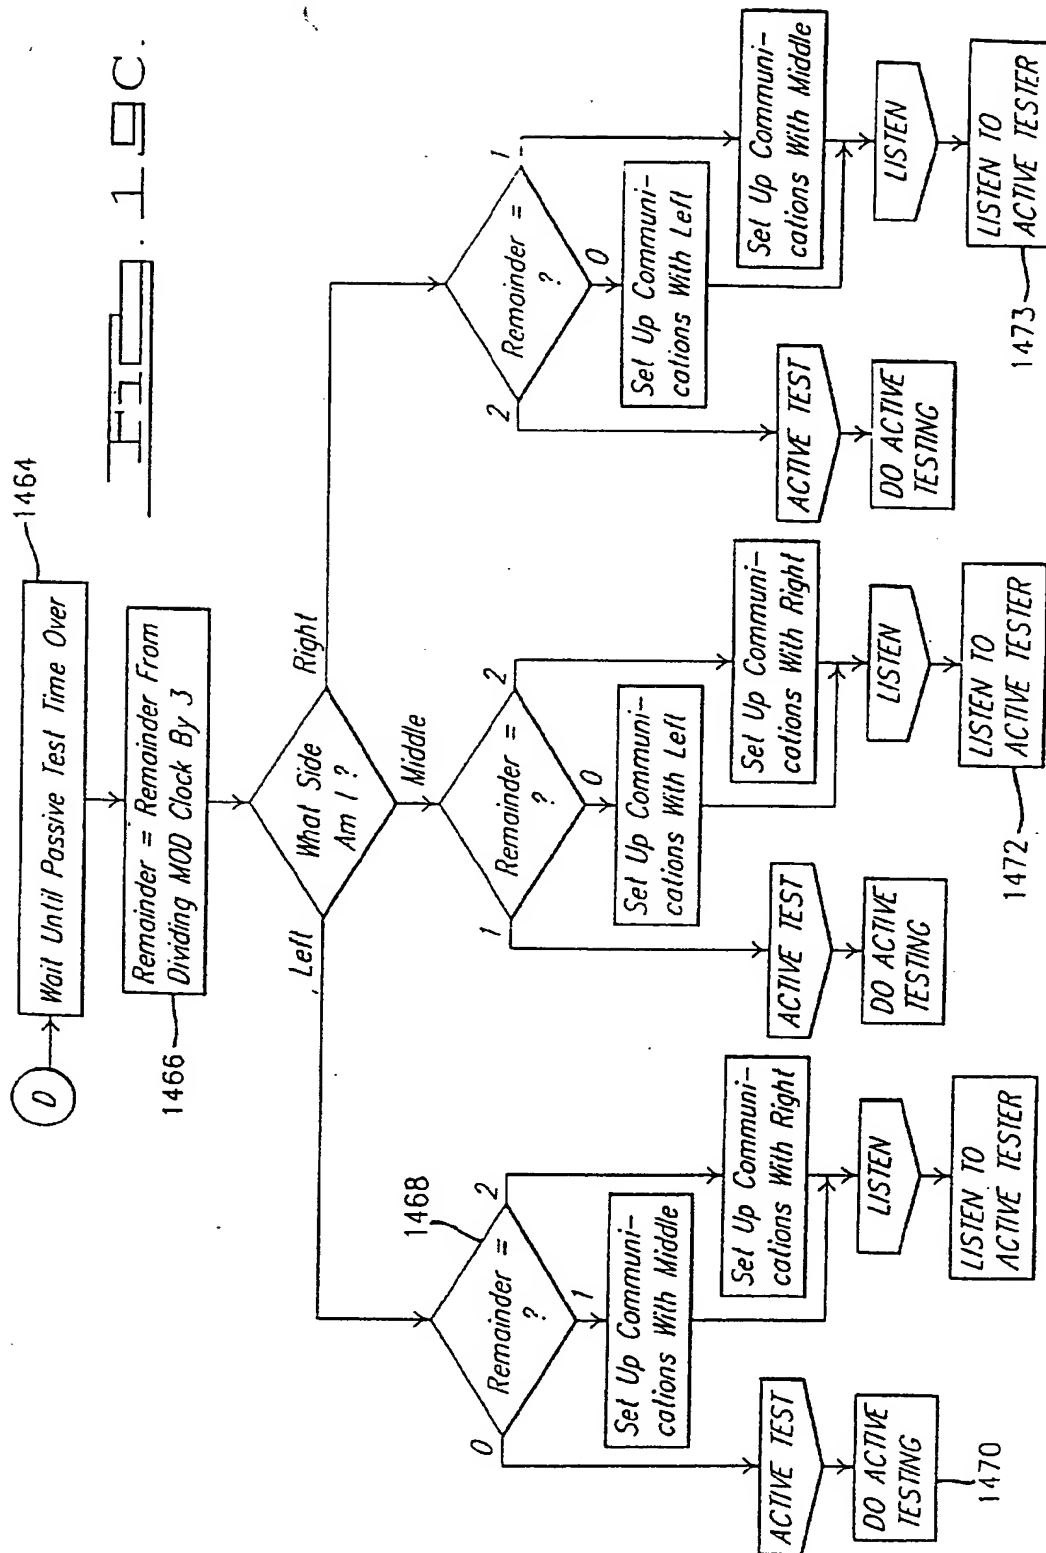 Fig. 19C.
D
Wait Until Passive Test Time Over
1464
Remainder = Remainder From
Dividing MOD Clock By 3
1466
What Side
Am I ?
Left
Middle
Right
Remainder =
?
1468
0
1
2
ACTIVE TEST
DO ACTIVE
TESTING
1470
Set Up Communi-
cations With Middle
Set Up Communi-
cations With Right
LISTEN
LISTEN TO
ACTIVE TESTER
Remainder =
?
1
0
2
ACTIVE TEST
DO ACTIVE
TESTING
Set Up Communi-
cations With Left
Set Up Communi-
cations With Right
LISTEN
LISTEN TO
ACTIVE TESTER
1472
Remainder =
?
2
0
1
ACTIVE TEST
DO ACTIVE
TESTING
Set Up Communi-
cations With Left
Set Up Communi-
cations With Middle
LISTEN
LISTEN TO
ACTIVE TESTER
1473